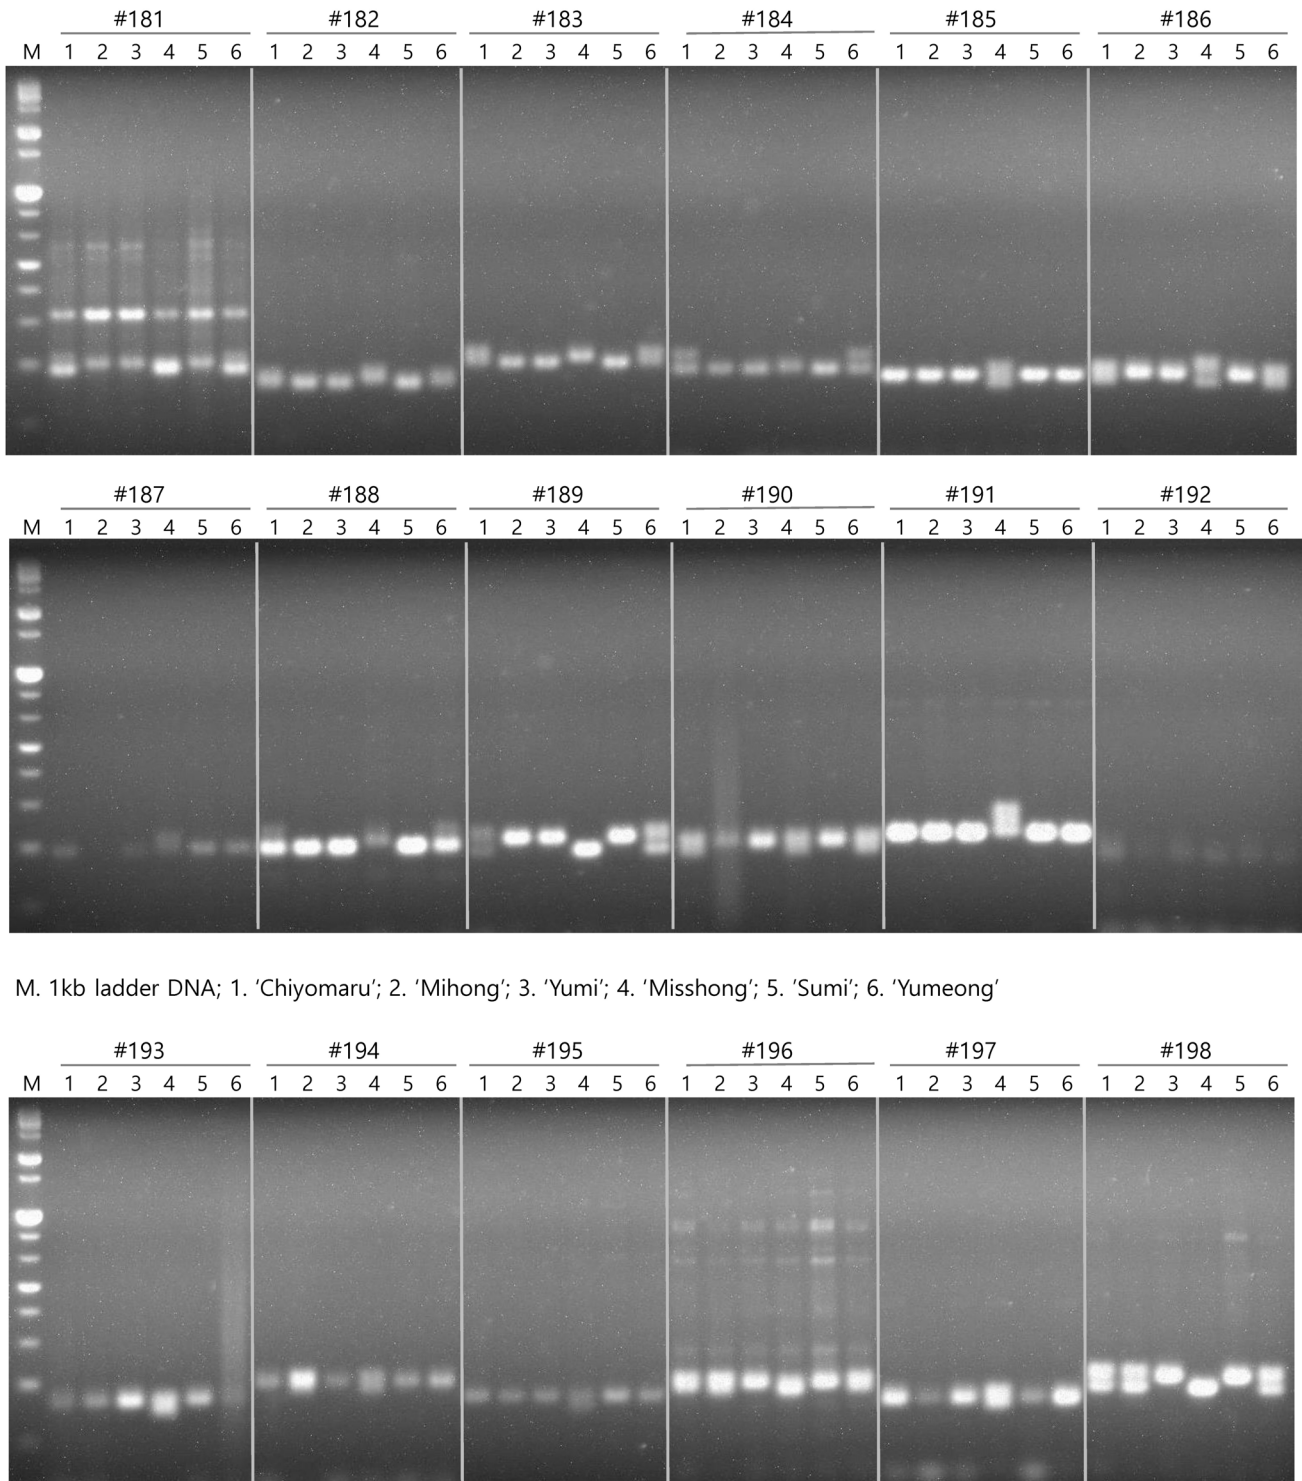 #181 #182 #183 #184 #185 #186
M 1 2 3 4 5 6 1 2 3 4 5 6 1 2 3 4 5 6 1 2 3 4 5 6 1 2 3 4 5 6 1 2 3 4 5 6
#187 #188 #189 #190 #191 #192
M 1 2 3 4 5 6 1 2 3 4 5 6 1 2 3 4 5 6 1 2 3 4 5 6 1 2 3 4 5 6 1 2 3 4 5 6
M. 1kb ladder DNA; 1. ‘Chiyomaru’; 2. ‘Mihong’; 3. ‘Yumi’; 4. ‘Misshong’; 5. ‘Sumi’; 6. ‘Yumeong’
#193 #194 #195 #196 #197 #198
M 1 2 3 4 5 6 1 2 3 4 5 6 1 2 3 4 5 6 1 2 3 4 5 6 1 2 3 4 5 6 1 2 3 4 5 6